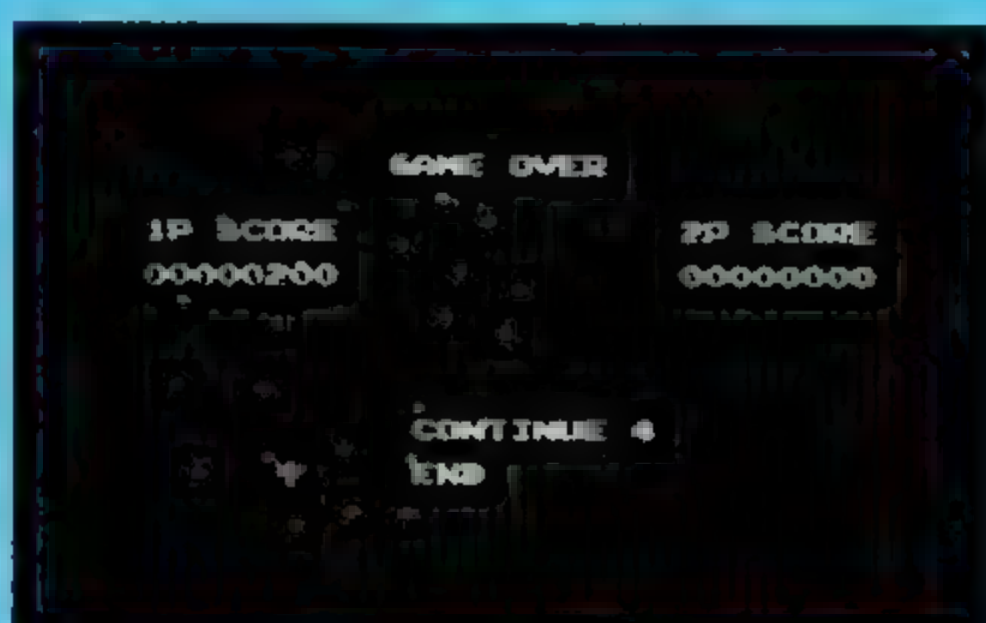 GAME OVER
1P SCORE 2P SCORE
00000200 00000000
CONTINUE 4
END